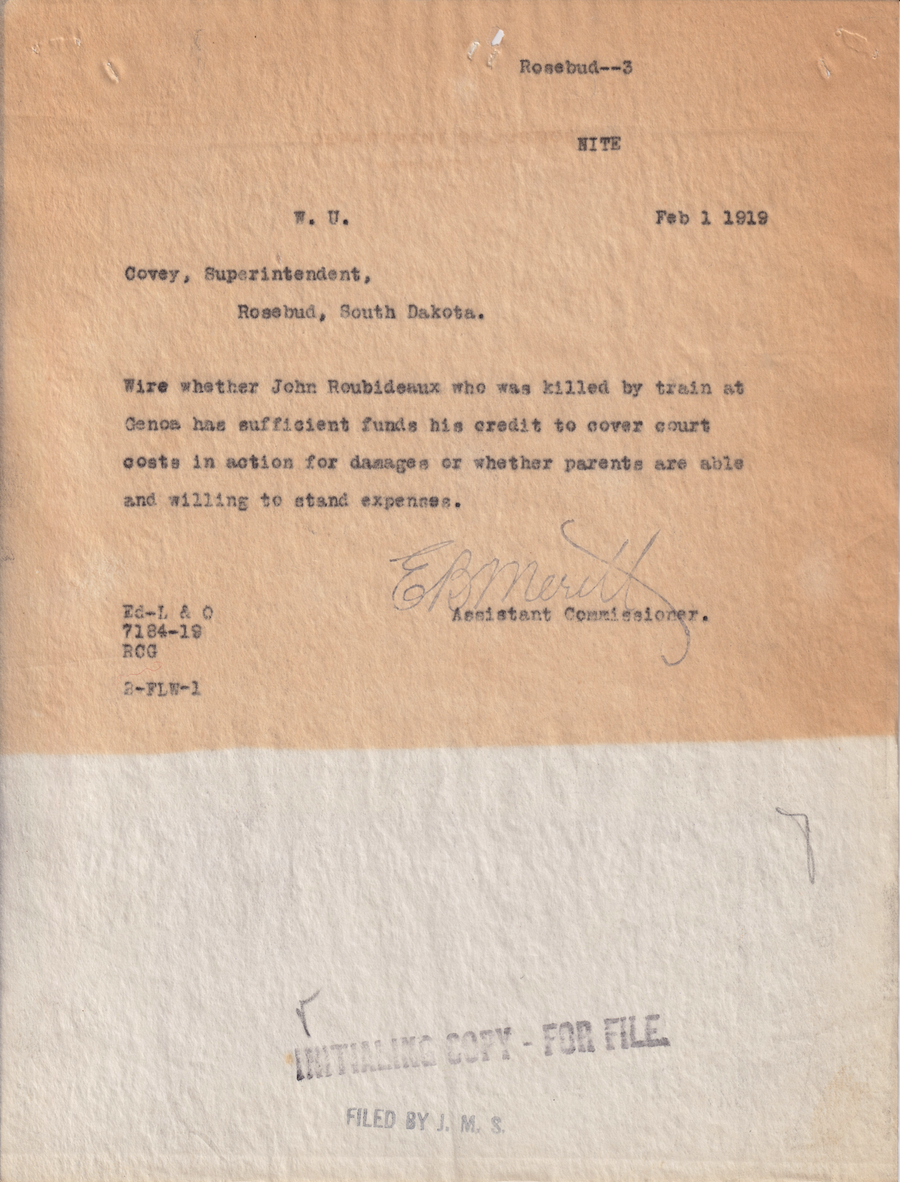 Rosebud--3
NITE
W. U. Feb 1 1919
Covey, Superintendent,
Rosebud, South Dakota.
Wire whether John Roubideaux who was killed by train at
Genoa has sufficient funds his credit to cover court
costs in action for damages or whether parents are able
and willing to stand expenses.
E B Meritt
Assistant Commissioner.
Ed-L & O
7184-19
RCG
2-FLW-1
INITIALING COPY - FOR FILE.
FILED BY J. M. S.